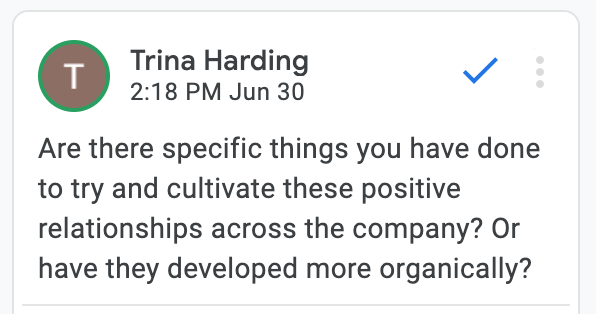 T
Trina Harding
2:18 PM Jun 30
Are there specific things you have done
to try and cultivate these positive
relationships across the company? Or
have they developed more organically?